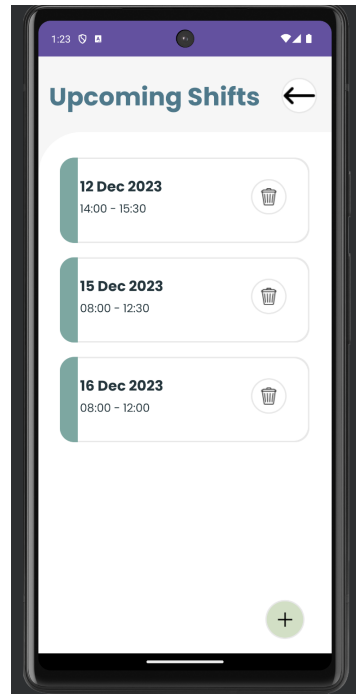 1:23
Upcoming Shifts
12 Dec 2023
14:00 - 15:30
15 Dec 2023
08:00 - 12:30
16 Dec 2023
08:00 - 12:00
+